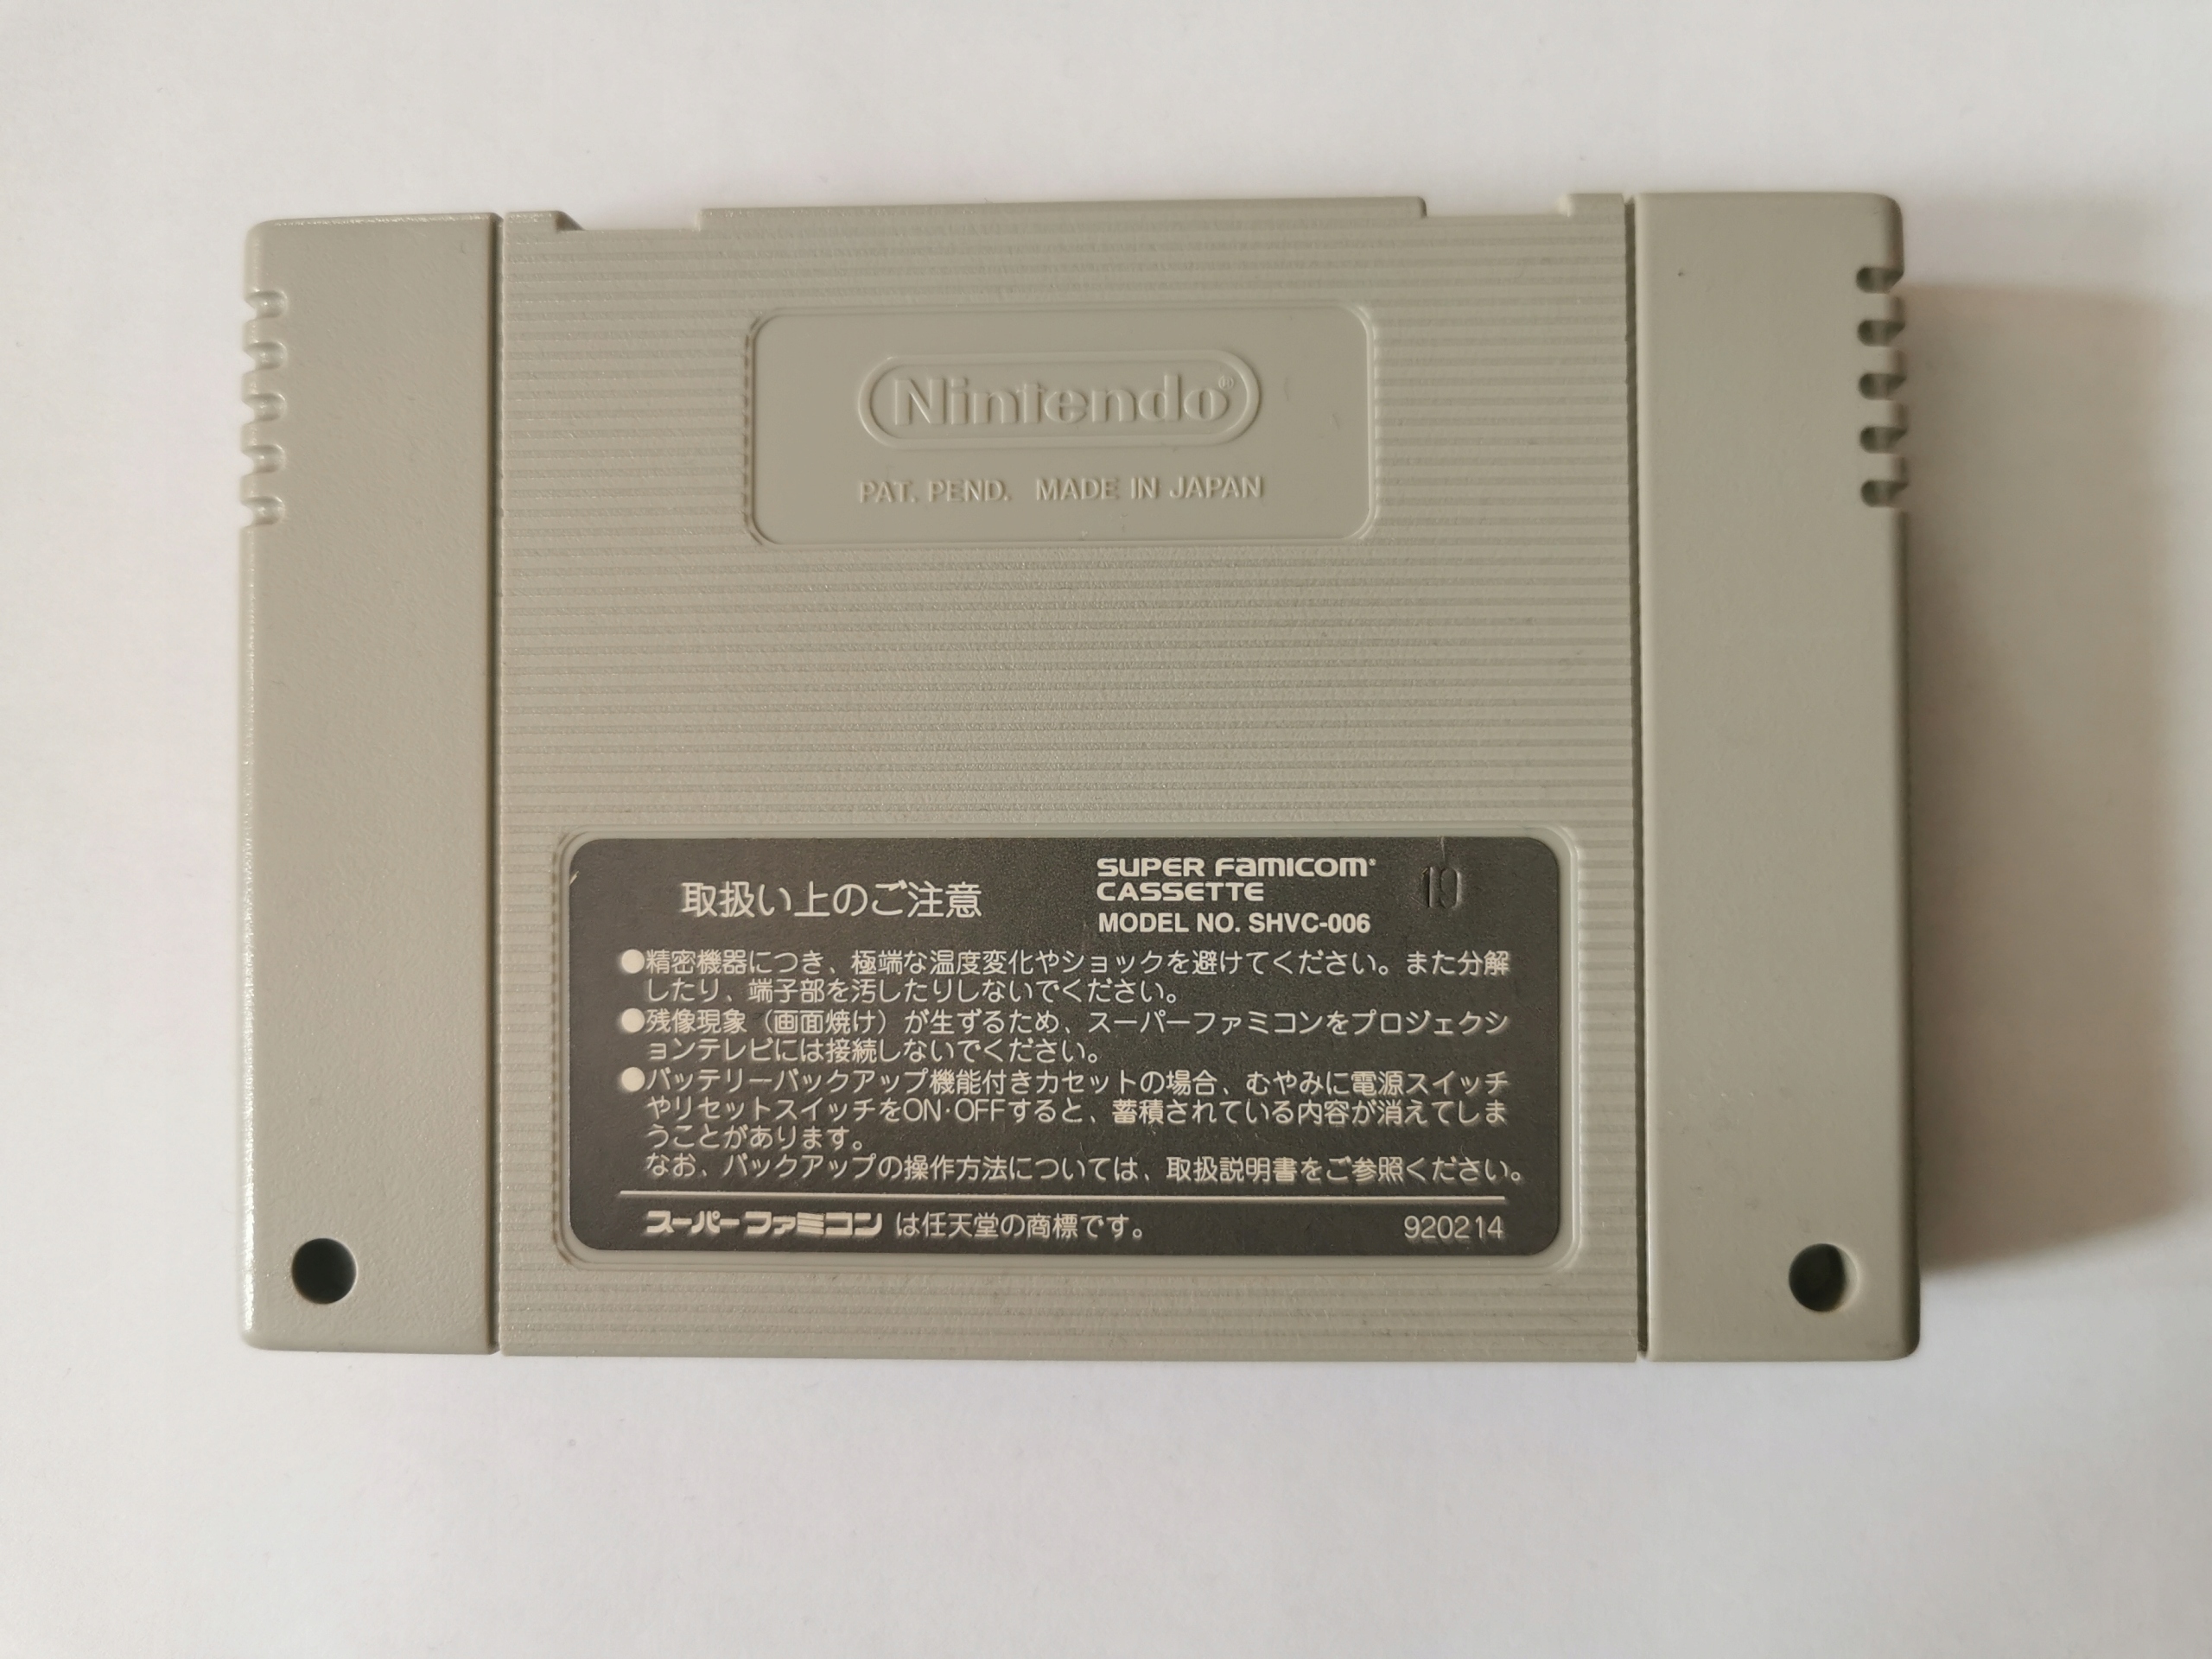 Nintendo®
PAT. PEND. MADE IN JAPAN
取扱い上のご注意
SUPER FAMICOM®
CASSETTE
MODEL NO. SHVC-006
19
●精密機器につき、極端な温度変化やショックを避けてください。また分解
したり、端子部を汚したりしないでください。
●残像現象（画面焼け）が生ずるため、スーパーファミコンをプロジェクシ
ョンテレビには接続しないでください。
●バッテリーバックアップ機能付きカセットの場合、むやみに電源スイッチ
やリセットスイッチをON·OFFすると、蓄積されている内容が消えてしま
うことがあります。
なお、バックアップの操作方法については、取扱説明書をご参照ください。
スーパーファミコン は任天堂の商標です。
920214